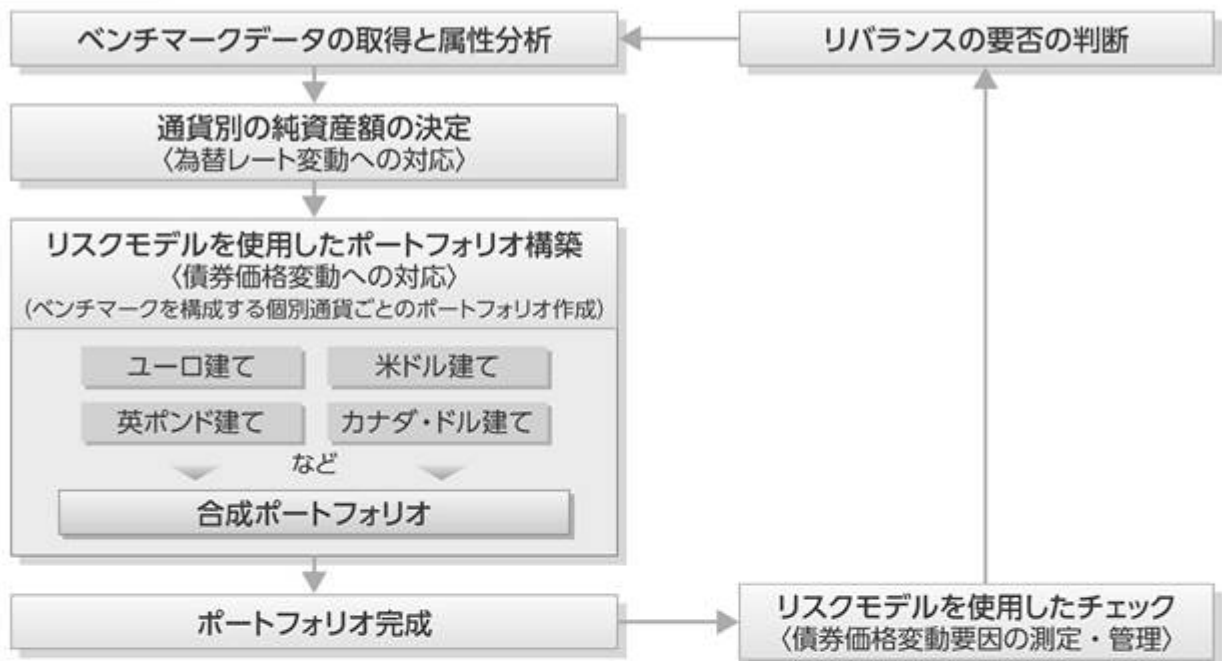 ベンチマークデータの取得と属性分析
リバランスの要否の判断
通貨別の純資産額の決定
〈為替レート変動への対応〉
リスクモデルを使用したポートフォリオ構築
〈債券価格変動への対応〉
(ベンチマークを構成する個別通貨ごとのポートフォリオ作成)
ユーロ建て
米ドル建て
英ポンド建て
カナダ・ドル建て
など
合成ポートフォリオ
ポートフォリオ完成
リスクモデルを使用したチェック
〈債券価格変動要因の測定・管理〉